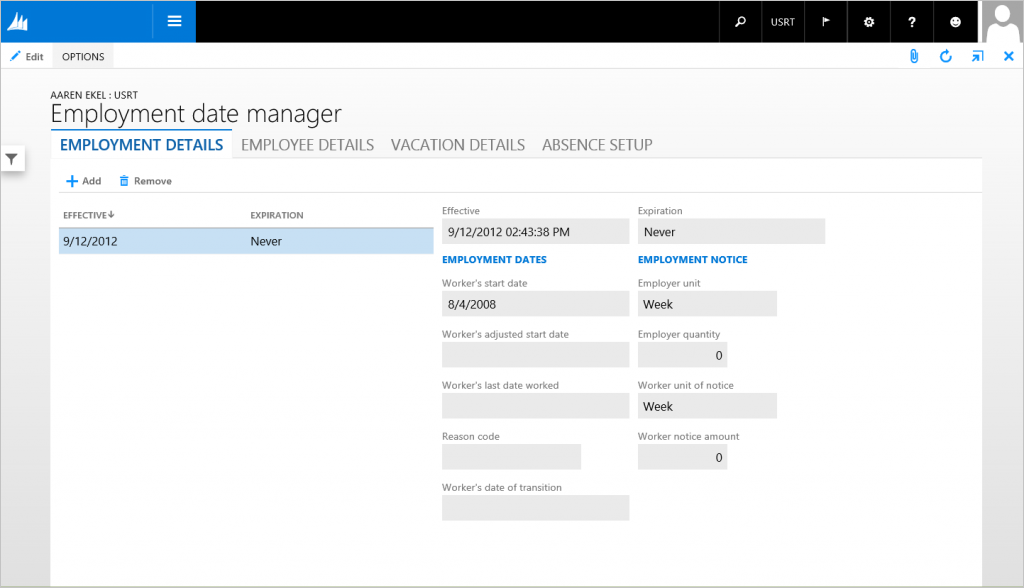 USRT
?
Edit OPTIONS
AAREN EKEL : USRT
Employment date manager
EMPLOYMENT DETAILS EMPLOYEE DETAILS VACATION DETAILS ABSENCE SETUP
Add Remove
EFFECTIVE EXPIRATION
9/12/2012 Never
Effective Expiration
9/12/2012 02:43:38 PM Never
EMPLOYMENT DATES EMPLOYMENT NOTICE
Worker's start date Employer unit
8/4/2008 Week
Worker's adjusted start date Employer quantity
0
Worker's last date worked Worker unit of notice
Week
Reason code Worker notice amount
0
Worker's date of transition